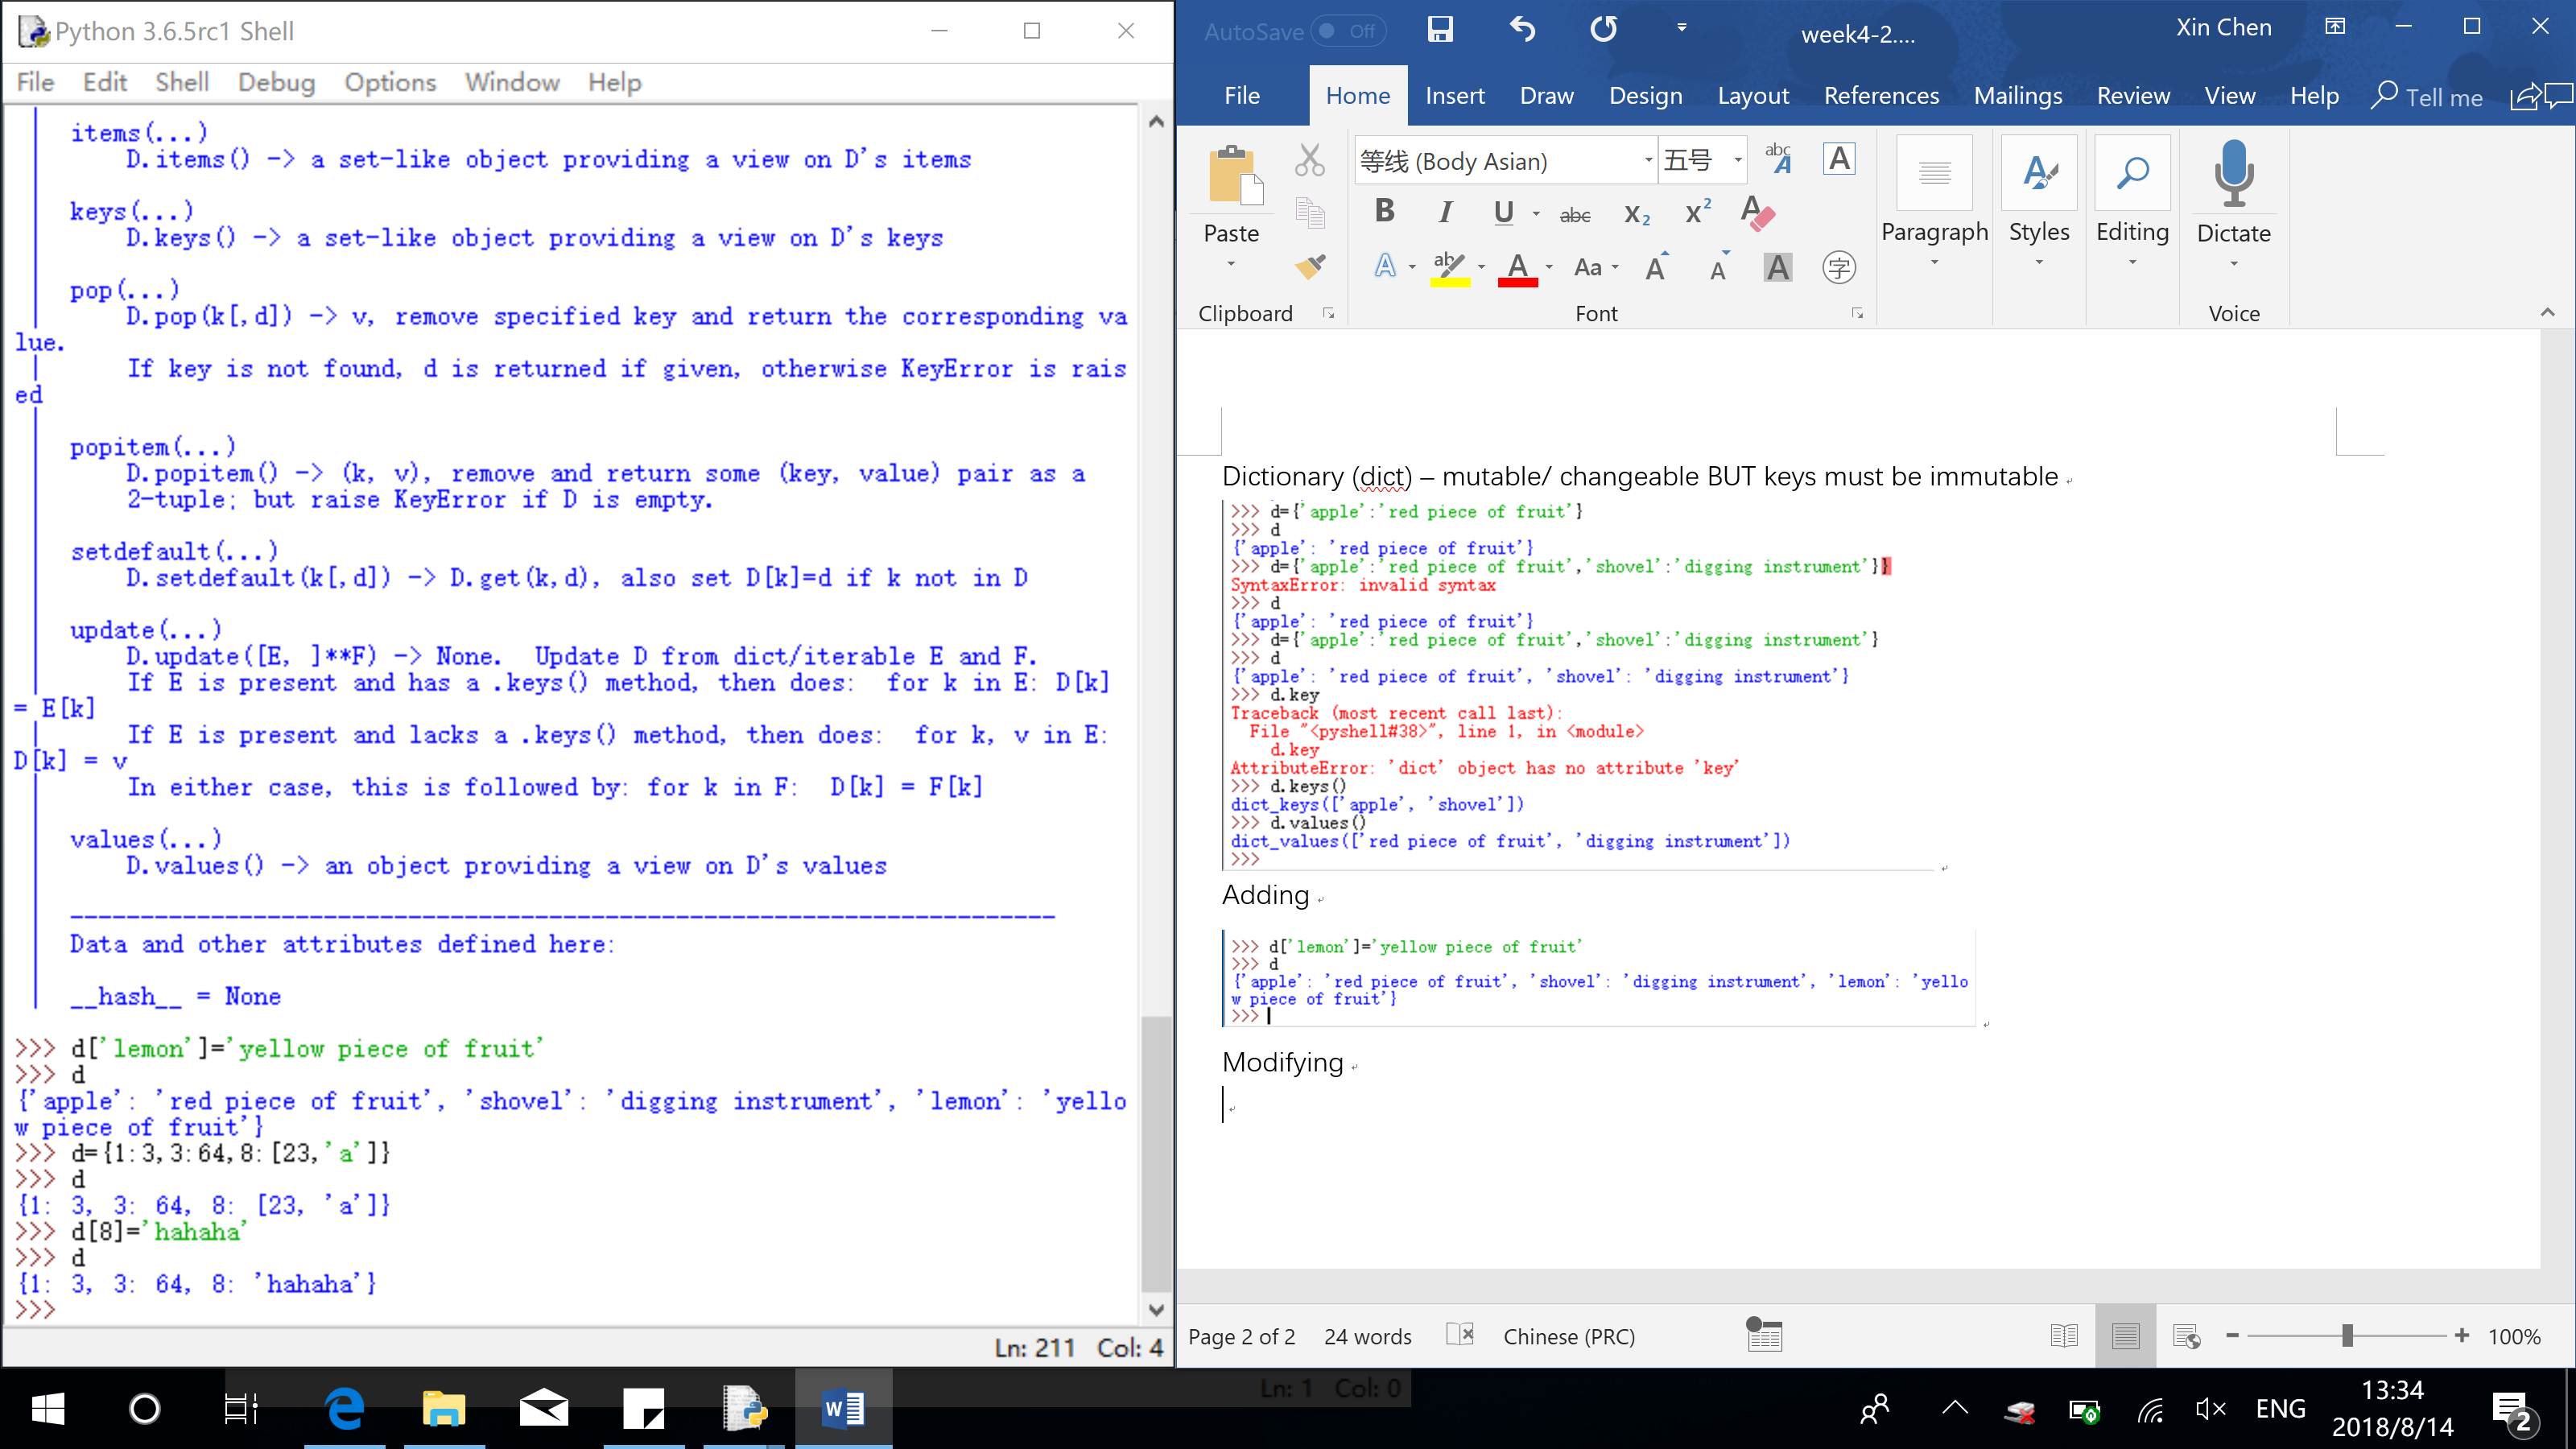 Python 3.6.5rc1 Shell
File Edit Shell Debug Options Window Help
items(...)
D.items() -> a set-like object providing a view on D's items
keys(...)
D.keys() -> a set-like object providing a view on D's keys
pop(...)
D.pop(k[,d]) -> v, remove specified key and return the corresponding va
lue.
If key is not found, d is returned if given, otherwise KeyError is rais
ed
popitem(...)
D.popitem() -> (k, v), remove and return some (key, value) pair as a
2-tuple; but raise KeyError if D is empty.
setdefault(...)
D.setdefault(k[,d]) -> D.get(k,d), also set D[k]=d if k not in D
update(...)
D.update([E, ]**F) -> None.  Update D from dict/iterable E and F.
If E is present and has a .keys() method, then does:  for k in E: D[k]
= E[k]
If E is present and lacks a .keys() method, then does:  for k, v in E:
D[k] = v
In either case, this is followed by: for k in F:  D[k] = F[k]
values(...)
D.values() -> an object providing a view on D's values
----------------------------------------------------------------------
Data and other attributes defined here:
__hash__ = None
>>> d['lemon']='yellow piece of fruit'
>>> d
{'apple': 'red piece of fruit', 'shovel': 'digging instrument', 'lemon': 'yello
w piece of fruit'}
>>> d={1:3,3:64,8:[23,'a']}
>>> d
{1: 3, 3: 64, 8: [23, 'a']}
>>> d[8]='hahaha'
>>> d
{1: 3, 3: 64, 8: 'hahaha'}
>>>
Ln: 211 Col: 4
AutoSave Off week4-2.... Xin Chen
File Home Insert Draw Design Layout References Mailings Review View Help Tell me
Paste
Clipboard
等线 (Body Asian) 五号 abc A A
B I U abc X₂ X² A
A ab A Aa A A A 字
Font
Paragraph Styles Editing Dictate
Voice
Dictionary (dict) – mutable/ changeable BUT keys must be immutable
>>> d={'apple':'red piece of fruit'}
>>> d
{'apple': 'red piece of fruit'}
>>> d={'apple':'red piece of fruit','shovel':'digging instrument'}}
SyntaxError: invalid syntax
>>> d
{'apple': 'red piece of fruit'}
>>> d={'apple':'red piece of fruit','shovel':'digging instrument'}
>>> d
{'apple': 'red piece of fruit', 'shovel': 'digging instrument'}
>>> d.key
Traceback (most recent call last):
File "<pyshell#38>", line 1, in <module>
d.key
AttributeError: 'dict' object has no attribute 'key'
>>> d.keys()
dict_keys(['apple', 'shovel'])
>>> d.values()
dict_values(['red piece of fruit', 'digging instrument'])
>>>
Adding
>>> d['lemon']='yellow piece of fruit'
>>> d
{'apple': 'red piece of fruit', 'shovel': 'digging instrument', 'lemon': 'yello
w piece of fruit'}
>>>
Modifying
Page 2 of 2 24 words Chinese (PRC) 100%
Ln: 1 Col: 0
ENG
13:34
2018/8/14
2